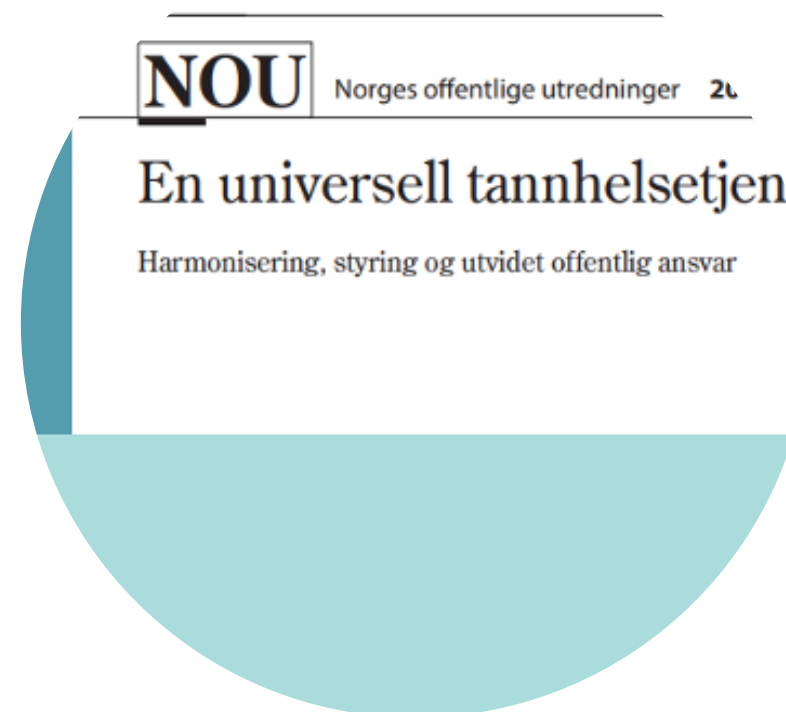 NOU Norges offentlige utredninger
En universell tannhelsetjen
Harmonisering, styring og utvidet offentlig ansvar